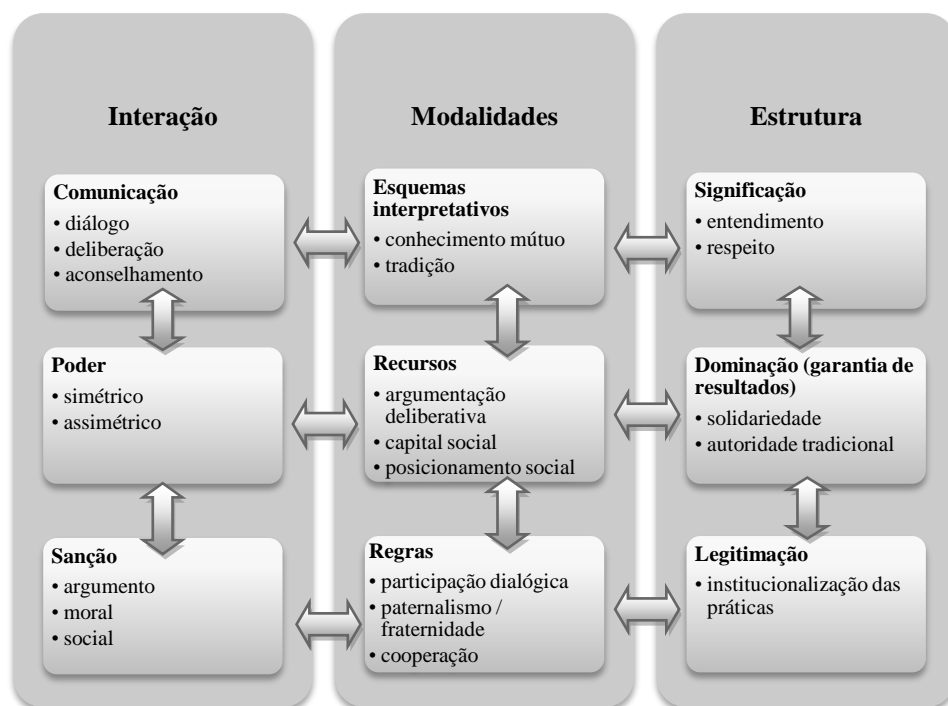 Interação
Comunicação
• diálogo
• deliberação
• aconselhamento
Poder
• simétrico
• assimétrico
Sanção
• argumento
• moral
• social
Modalidades
Esquemas
interpretativos
• conhecimento mútuo
• tradição
Recursos
• argumentação
deliberativa
• capital social
• posicionamento social
Regras
• participação dialógica
• paternalismo /
fraternidade
• cooperação
Estrutura
Significação
• entendimento
• respeito
Dominação (garantia de
resultados)
• solidariedade
• autoridade tradicional
Legitimação
• institucionalização das
práticas